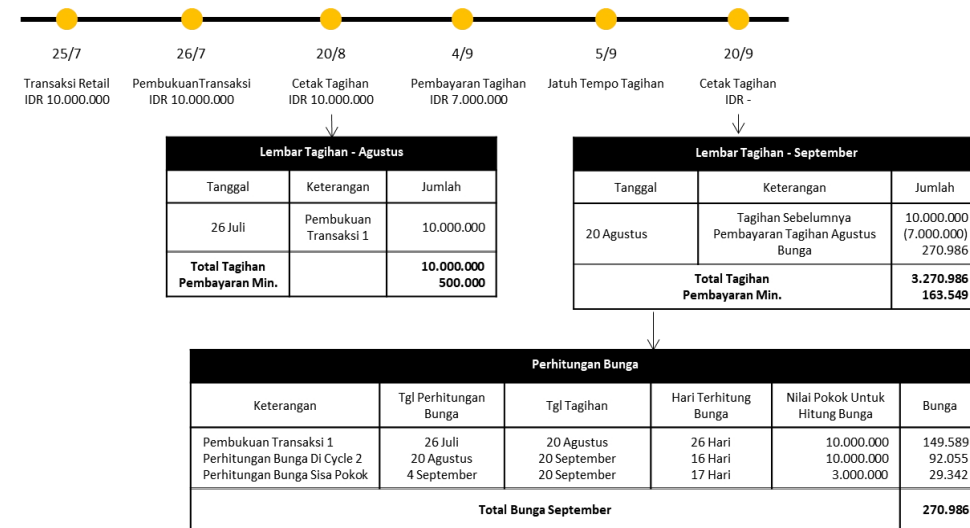 25/7
26/7
20/8
4/9
5/9
20/9
Transaksi Retail
IDR 10.000.000
PembukuanTransaksi
IDR 10.000.000
Cetak Tagihan
IDR 10.000.000
Pembayaran Tagihan
IDR 7.000.000
Jatuh Tempo Tagihan
Cetak Tagihan
IDR -
Lembar Tagihan - Agustus
Tanggal Keterangan Jumlah
26 Juli
Pembukuan
Transaksi 1
10.000.000
Total Tagihan 10.000.000
Pembayaran Min. 500.000
Lembar Tagihan - September
Tanggal Keterangan Jumlah
20 Agustus
Tagihan Sebelumnya 10.000.000
Pembayaran Tagihan Agustus (7.000.000)
Bunga 270.986
Total Tagihan 3.270.986
Pembayaran Min. 163.549
Perhitungan Bunga
Keterangan
Tgl Perhitungan
Bunga
Tgl Tagihan
Hari Terhitung
Bunga
Nilai Pokok Untuk
Hitung Bunga
Bunga
Pembukuan Transaksi 1 26 Juli 20 Agustus 26 Hari 10.000.000 149.589
Perhitungan Bunga Di Cycle 2 20 Agustus 20 September 16 Hari 10.000.000 92.055
Perhitungan Bunga Sisa Pokok 4 September 20 September 17 Hari 3.000.000 29.342
Total Bunga September 270.986